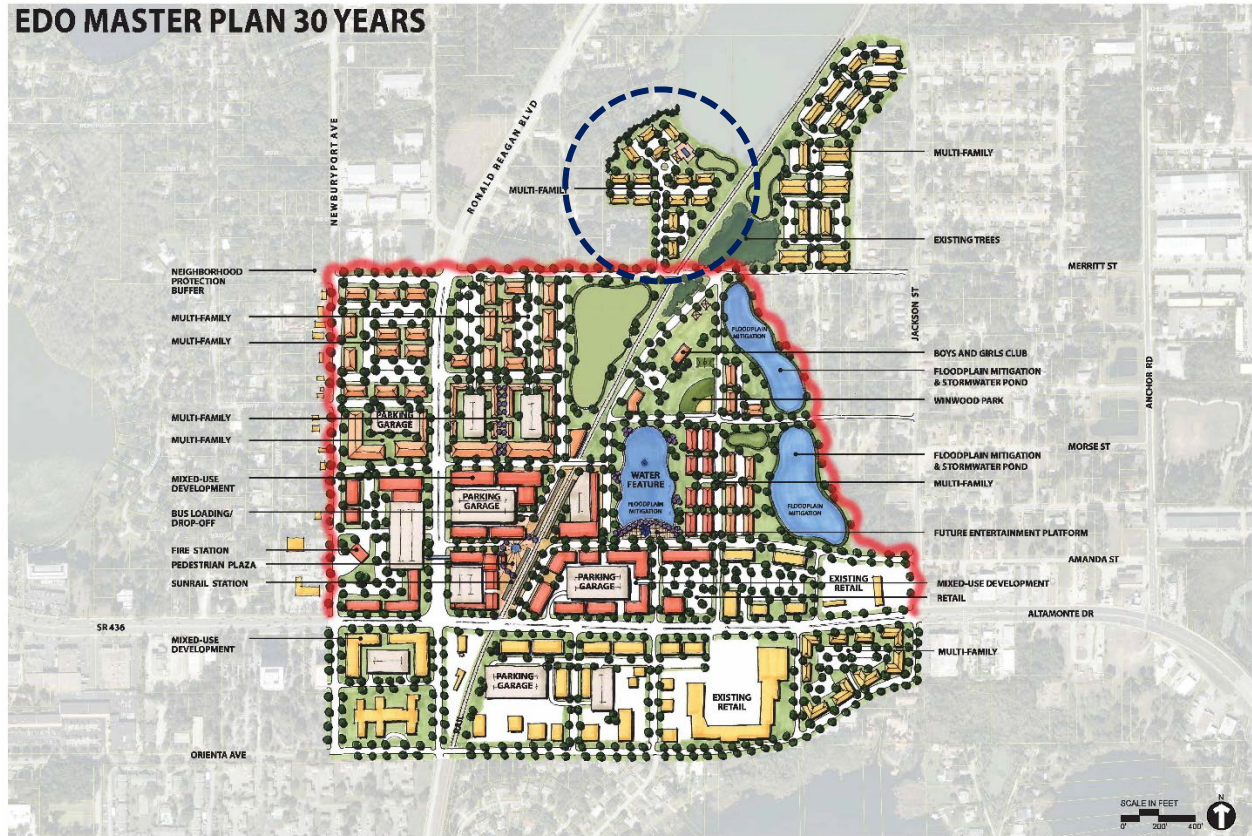 EDO MASTER PLAN 30 YEARS
NEWBURYPORT AVE
RONALD REAGAN BLVD
MULTI-FAMILY
MULTI-FAMILY
EXISTING TREES
MERRITT ST
NEIGHBORHOOD
PROTECTION
BUFFER
MULTI-FAMILY
MULTI-FAMILY
MULTI-FAMILY
MULTI-FAMILY
MIXED-USE
DEVELOPMENT
BUS LOADING/
DROP-OFF
FIRE STATION
PEDESTRIAN PLAZA
SUNRAIL STATION
SR 436
MIXED-USE
DEVELOPMENT
ORIENTA AVE
PARKING
GARAGE
PARKING
GARAGE
PARKING
GARAGE
PARKING
GARAGE
RAIL
WATER
FEATURE
FLOODPLAIN
MITIGATION
FLOODPLAIN
MITIGATION
FLOODPLAIN
MITIGATION
EXISTING
RETAIL
EXISTING
RETAIL
JACKSON ST
ANCHOR RD
BOYS AND GIRLS CLUB
FLOODPLAIN MITIGATION
& STORMWATER POND
WINWOOD PARK
MORSE ST
FLOODPLAIN MITIGATION
& STORMWATER POND
MULTI-FAMILY
FUTURE ENTERTAINMENT PLATFORM
AMANDA ST
MIXED-USE DEVELOPMENT
RETAIL
ALTAMONTE DR
MULTI-FAMILY
SCALE IN FEET
0' 200' 400'
N